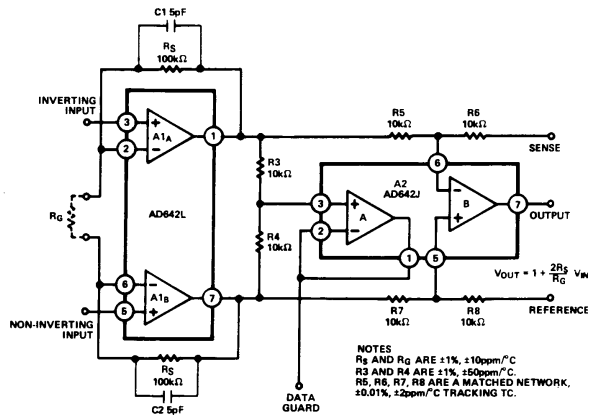 C1 5pF
RS
100kΩ
INVERTING
INPUT
3
+
A1A
1
2
–
R5
10kΩ
R6
10kΩ
SENSE
6
R3
10kΩ
A2
AD642J
RG
AD642L
3
+
A
2
–
–
B
+
7
OUTPUT
R4
10kΩ
1
5
VOUT = 1 + 2RS/RG VIN
6
–
A1B
7
5
+
NON-INVERTING
INPUT
R7
10kΩ
R8
10kΩ
REFERENCE
RS
100kΩ
C2 5pF
DATA
GUARD
NOTES
RS AND RG ARE ±1%, ±10ppm/°C
R3 AND R4 ARE ±1%, ±50ppm/°C.
R5, R6, R7, R8 ARE A MATCHED NETWORK,
±0.01%, ±2ppm/°C TRACKING TC.